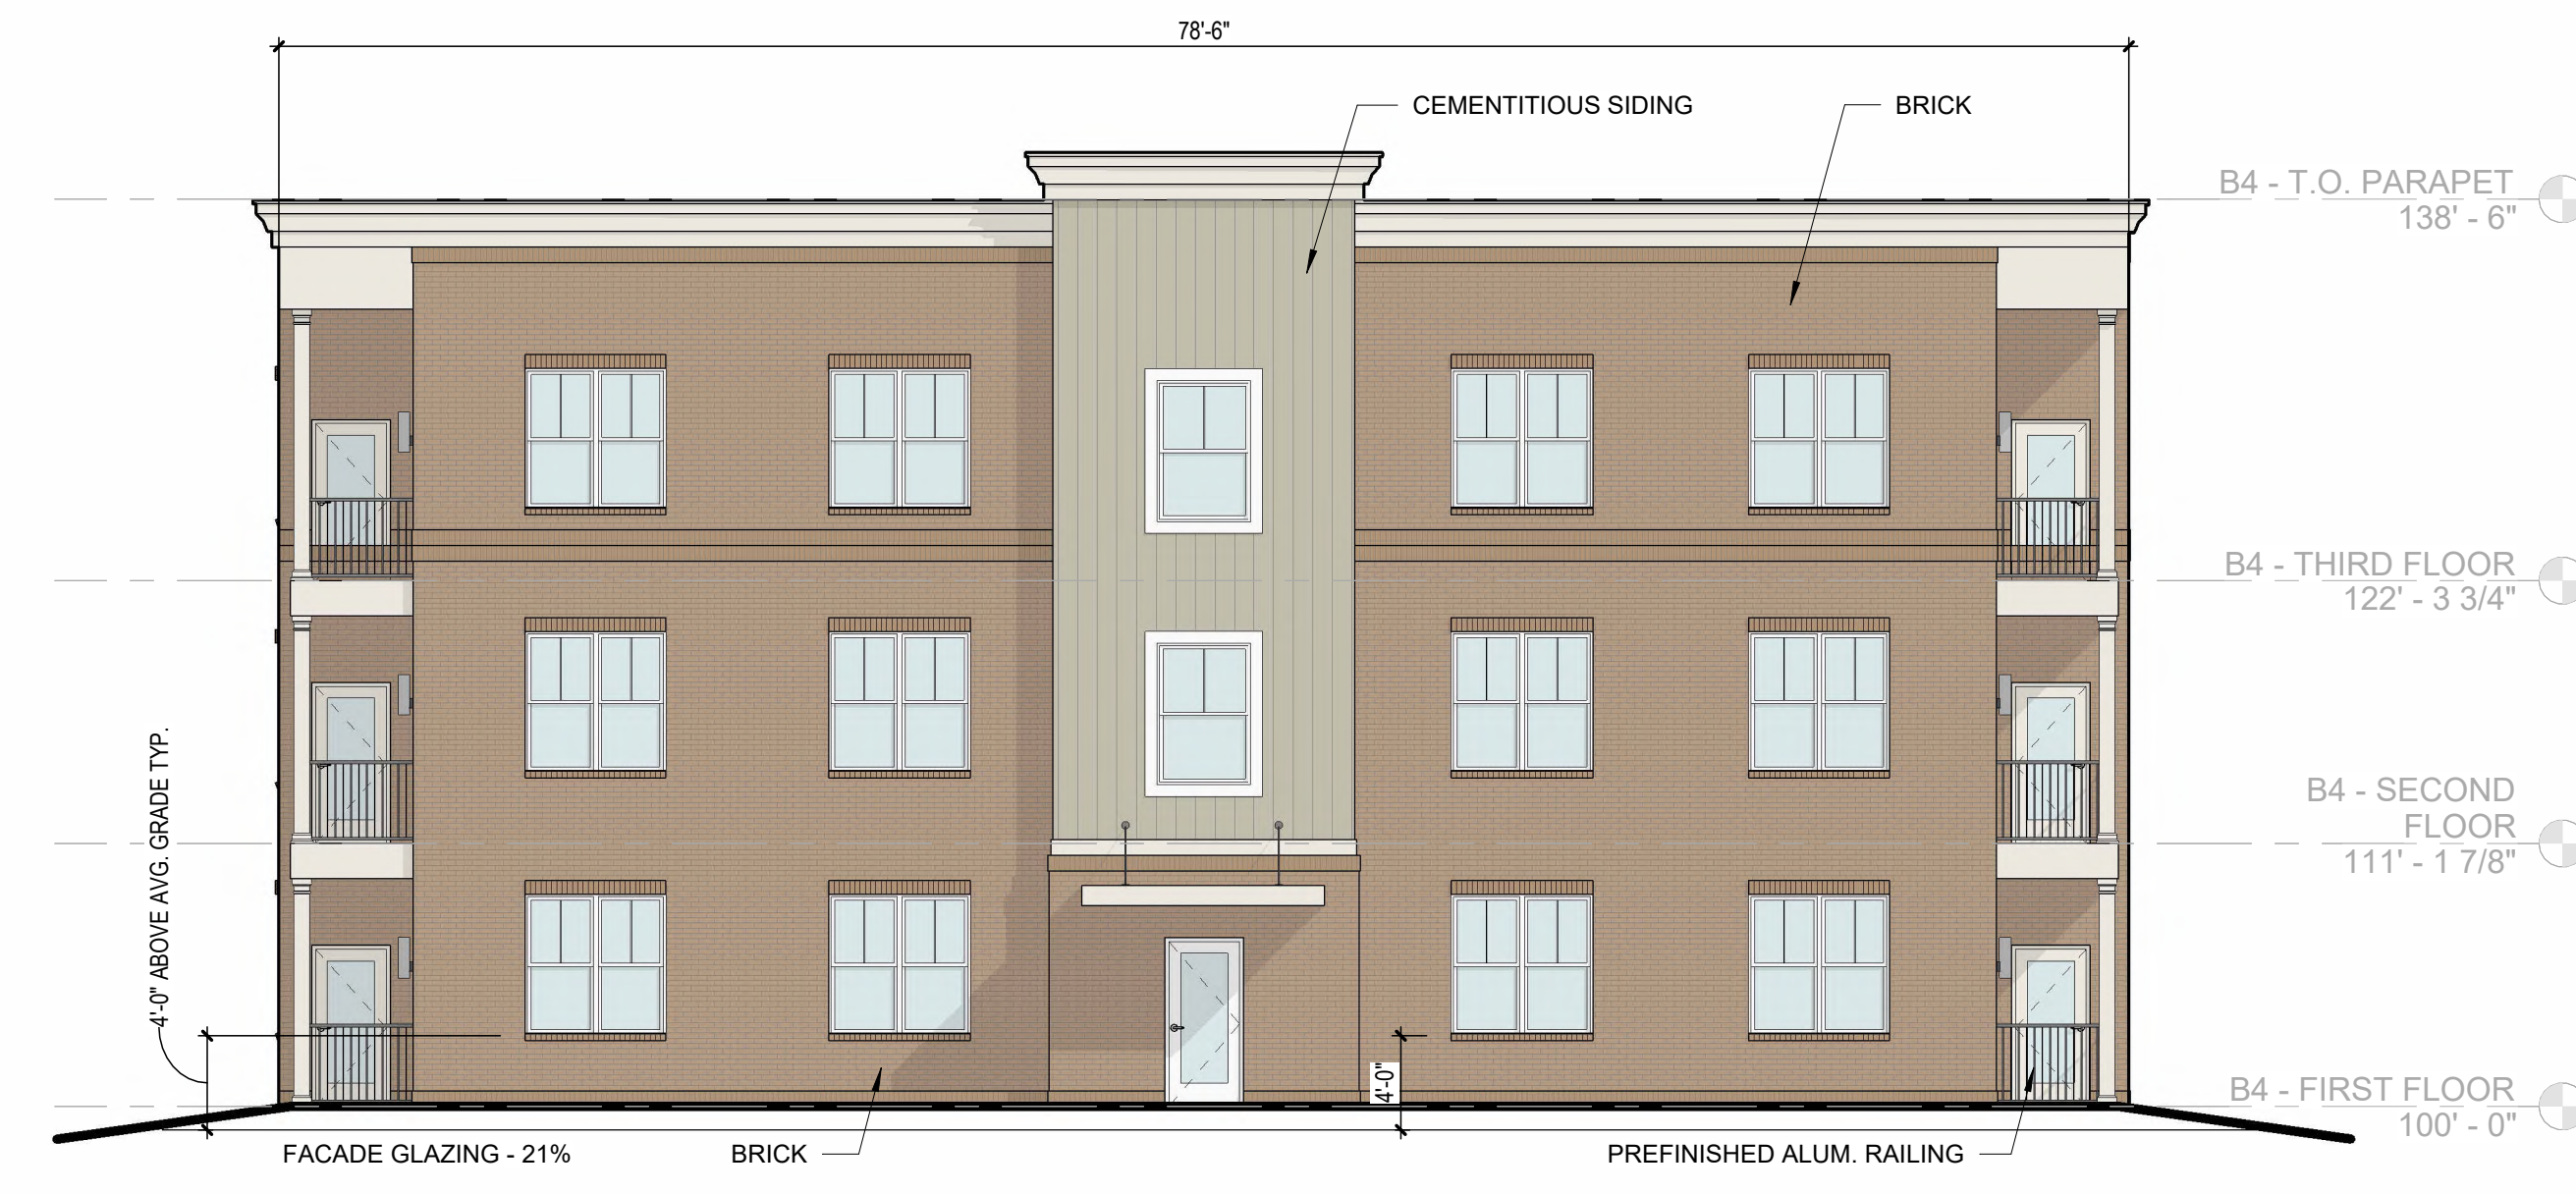 78'-6"
CEMENTITIOUS SIDING
BRICK
B4 - T.O. PARAPET
138' - 6"
B4 - THIRD FLOOR
122' - 3 3/4"
B4 - SECOND
FLOOR
111' - 1 7/8"
4'-0" ABOVE AVG. GRADE TYP.
4'-0"
B4 - FIRST FLOOR
100' - 0"
FACADE GLAZING - 21%
BRICK
PREFINISHED ALUM. RAILING